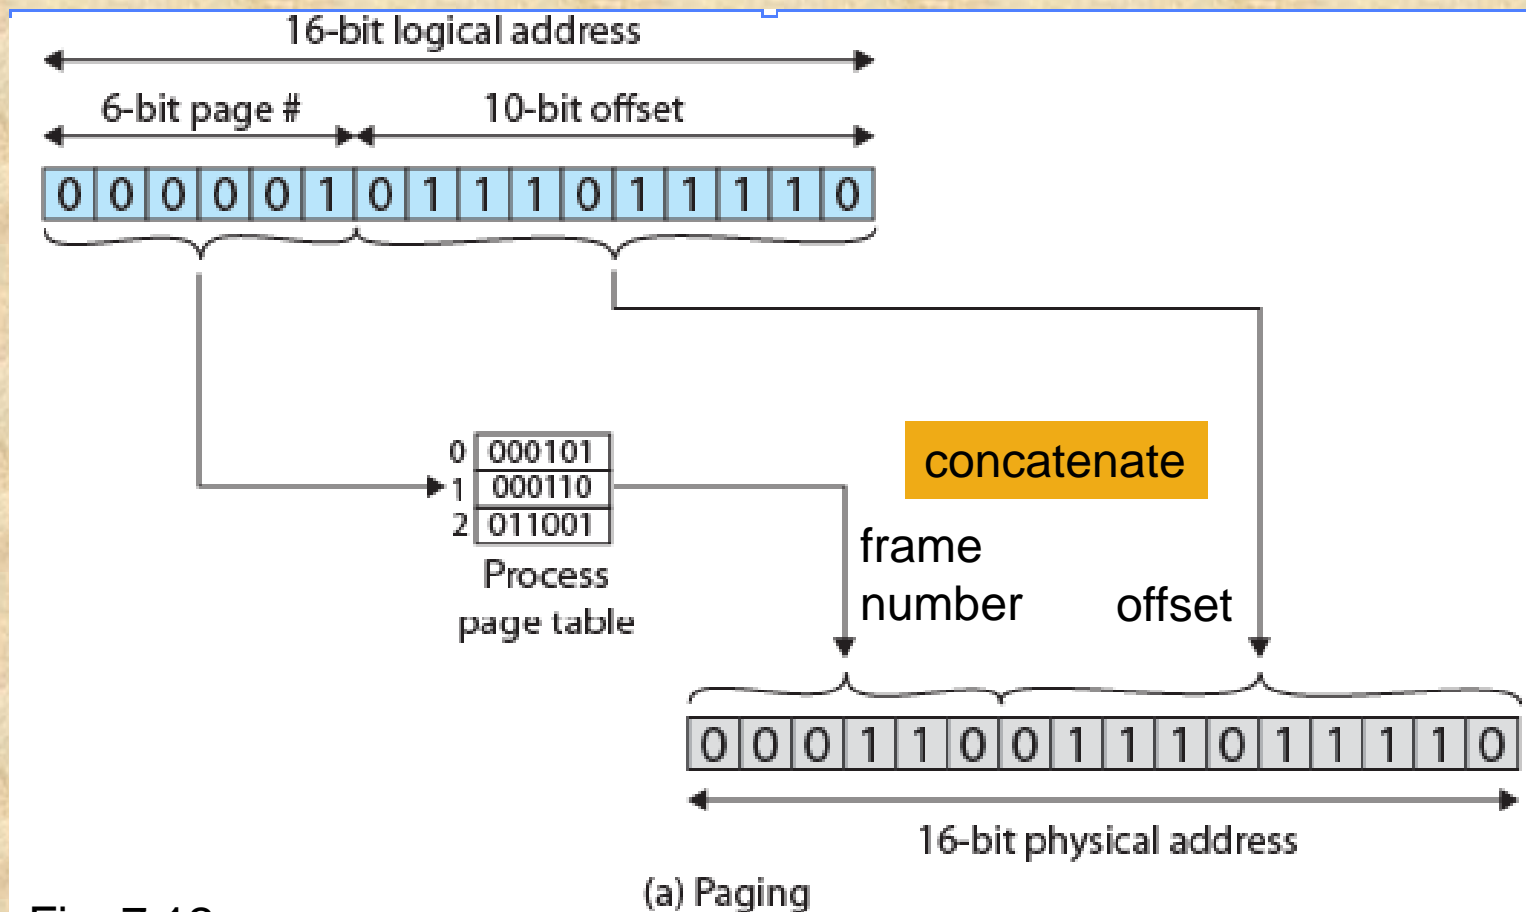 16-bit logical address
6-bit page # 10-bit offset
0 0 0 0 0 1 0 1 1 1 0 1 1 1 1 0
0 000101
1 000110
2 011001
Process
page table
concatenate
frame
number
offset
0 0 0 1 1 0 0 1 1 1 0 1 1 1 1 0
16-bit physical address
(a) Paging